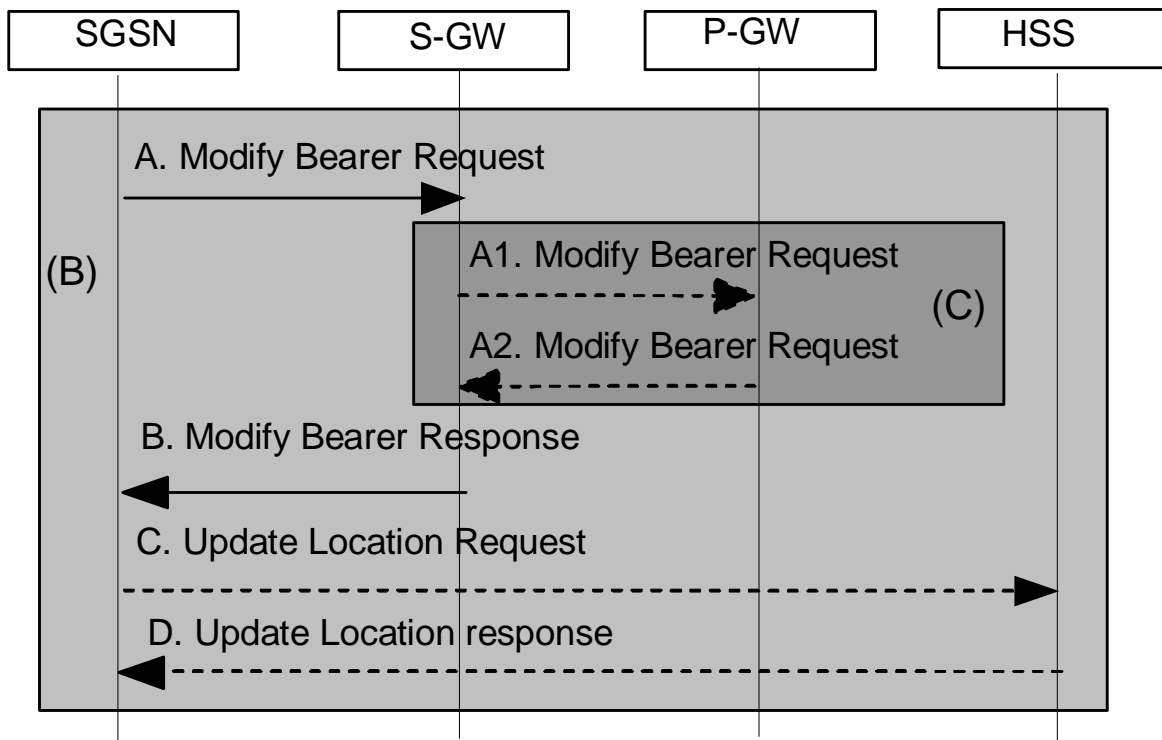 SGSN
S-GW
P-GW
HSS
A. Modify Bearer Request
(B)
A1. Modify Bearer Request
(C)
A2. Modify Bearer Request
B. Modify Bearer Response
C. Update Location Request
D. Update Location response